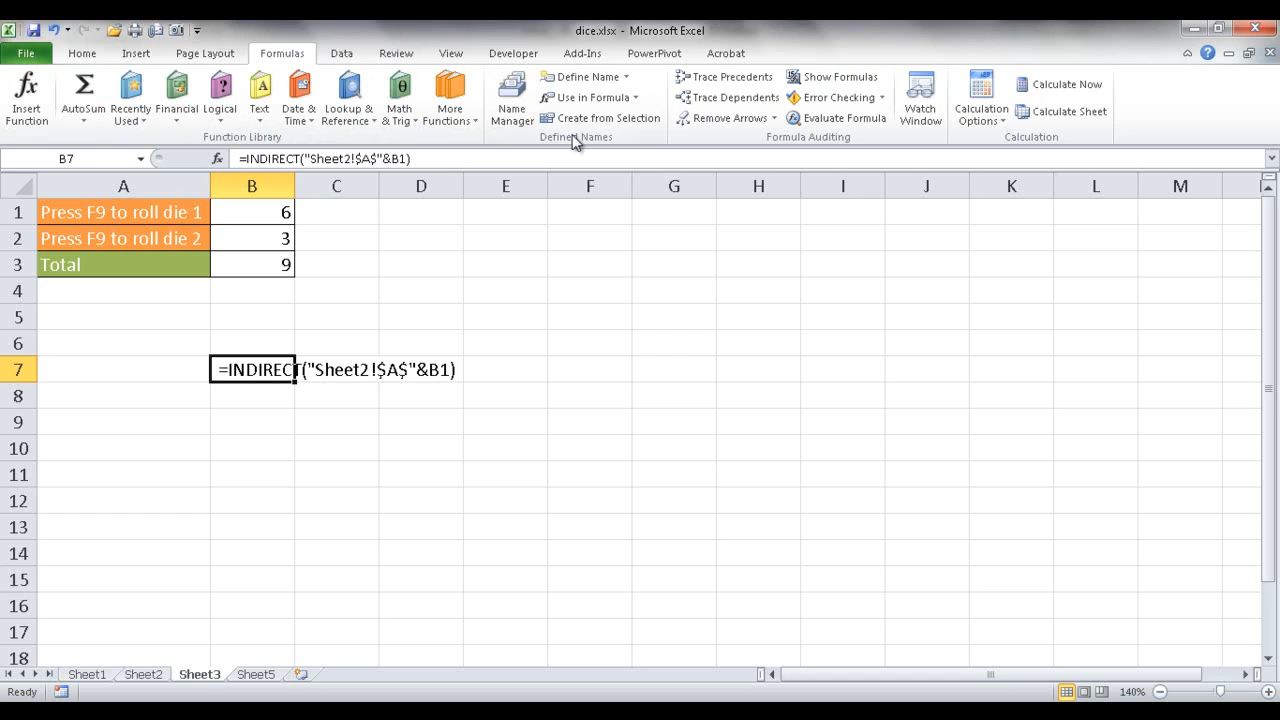 dice.xlsx - Microsoft Excel
File Home Insert Page Layout Formulas Data Review View Developer Add-Ins PowerPivot Acrobat
Insert Function
AutoSum
Recently Used
Financial
Logical
Text
Date & Time
Lookup & Reference
Math & Trig
More Functions
Function Library
Name Manager
Define Name
Use in Formula
Create from Selection
Defined Names
Trace Precedents
Trace Dependents
Remove Arrows
Show Formulas
Error Checking
Evaluate Formula
Formula Auditing
Watch Window
Calculation Options
Calculate Now
Calculate Sheet
Calculation
B7 fx =INDIRECT("Sheet2!$A$"&B1)
A B C D E F G H I J K L M
1 Press F9 to roll die 1 6
2 Press F9 to roll die 2 3
3 Total 9
4
5
6
7 =INDIRECT("Sheet2!$A$"&B1)
8
9
10
11
12
13
14
15
16
17
18
Sheet1 Sheet2 Sheet3 Sheet5
Ready 140%